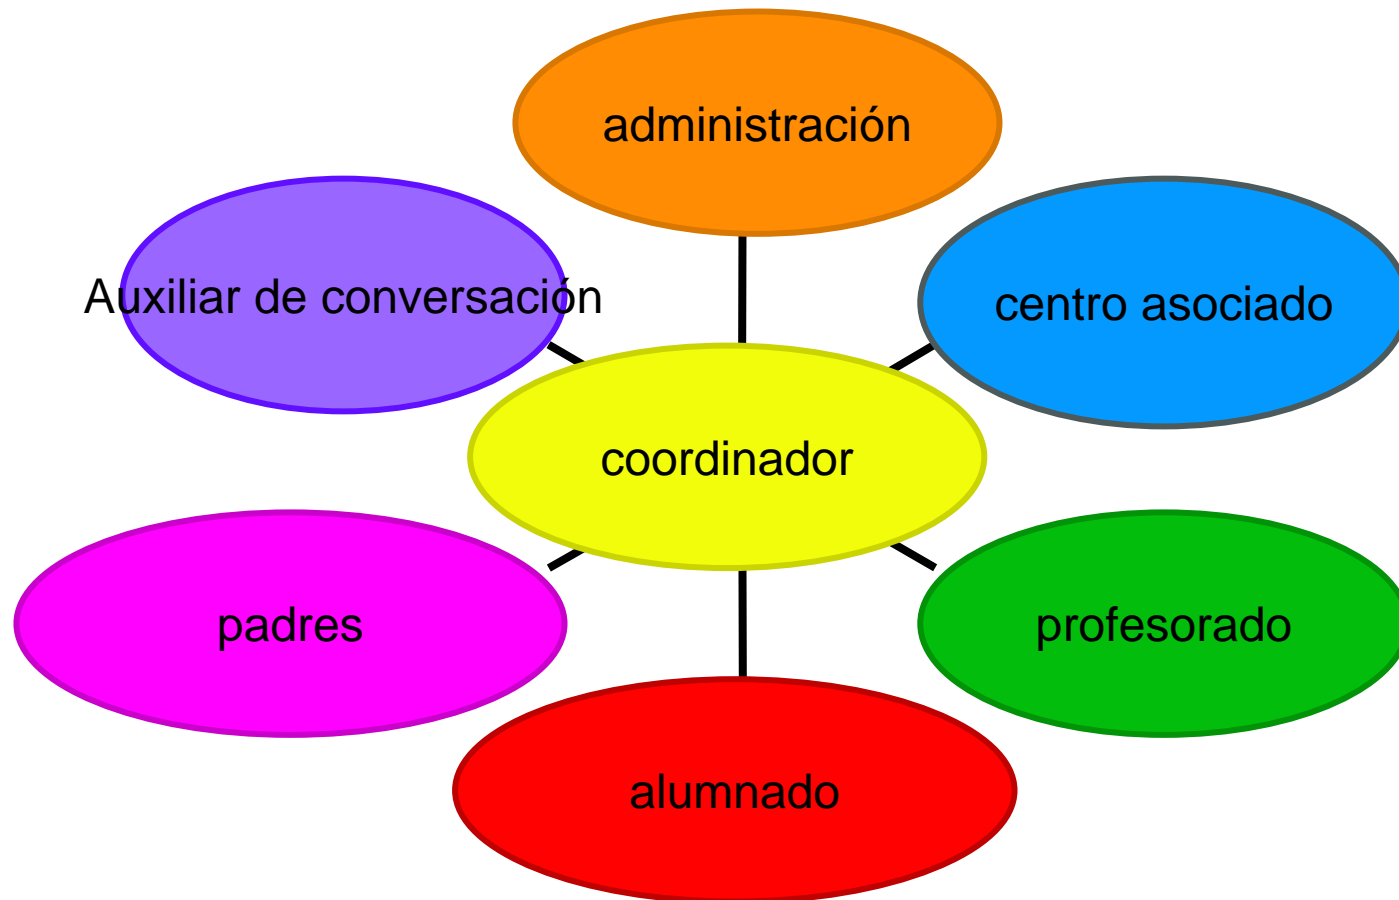 administración
Auxiliar de conversación
centro asociado
coordinador
padres
profesorado
alumnado